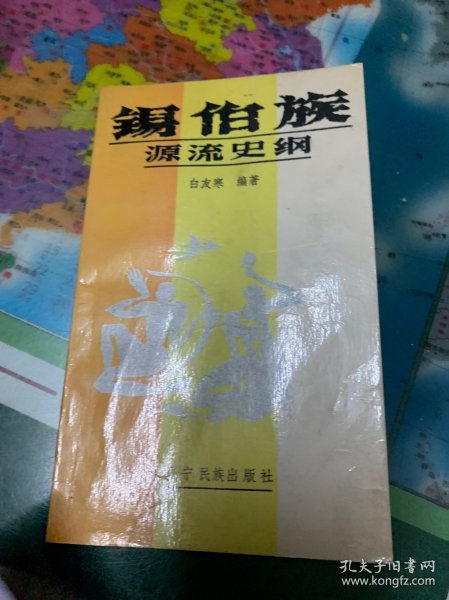 锡伯族
源流史纲
白友寒 编著
宁民族出版社
孔夫子旧书网
www.kongfz.com